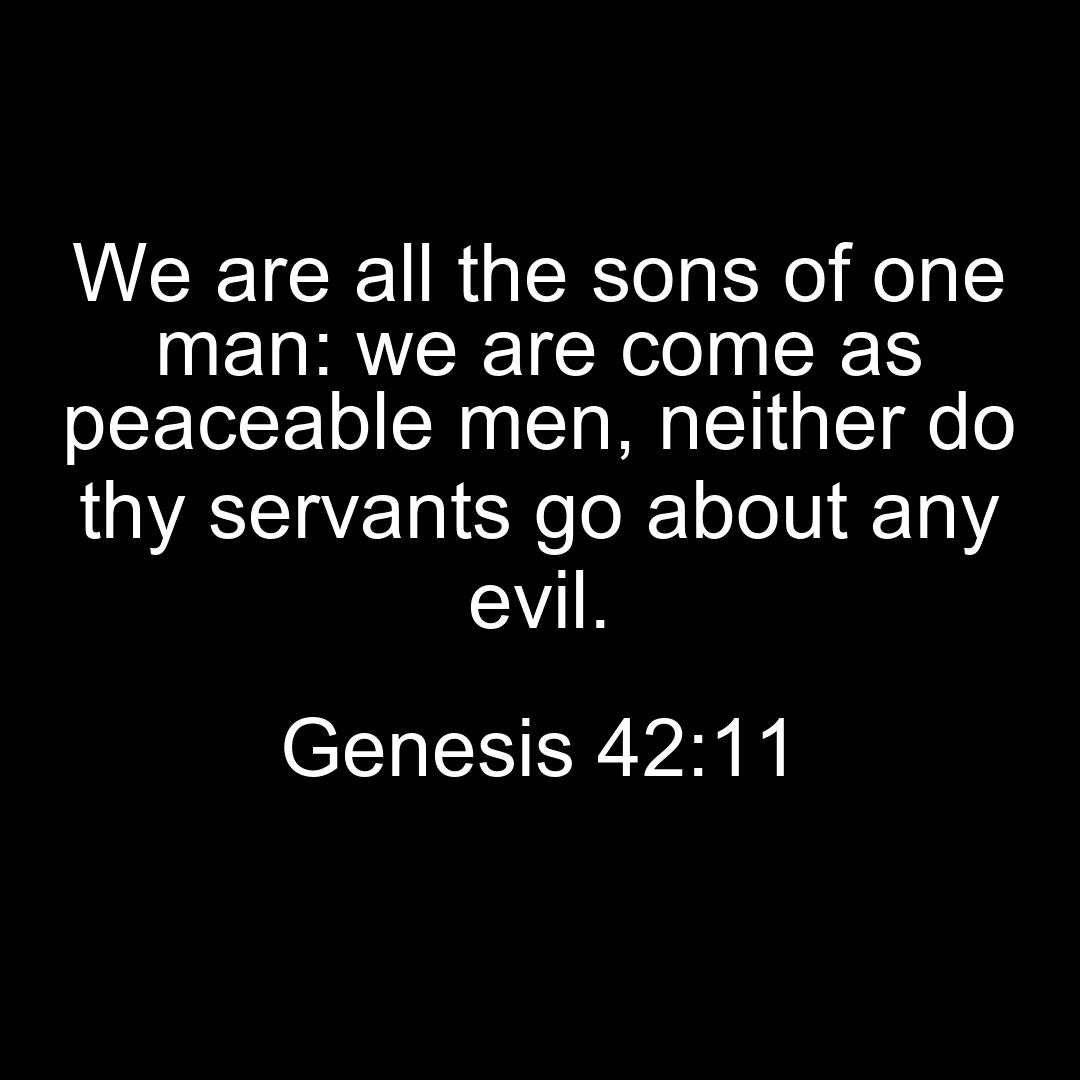 We are all the sons of one
man: we are come as
peaceable men, neither do
thy servants go about any
evil.
Genesis 42:11